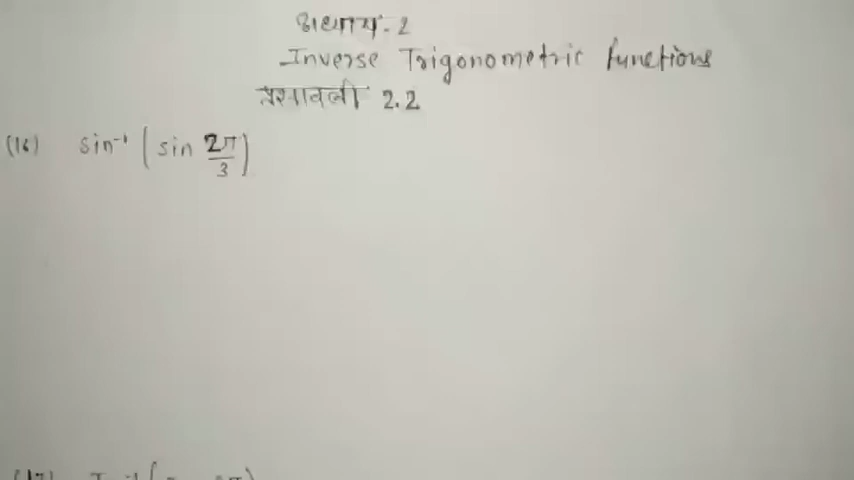 अध्याय-2
Inverse Trigonometric functions
प्रश्नावली 2.2
(16) sin⁻¹ (sin 2π/3)